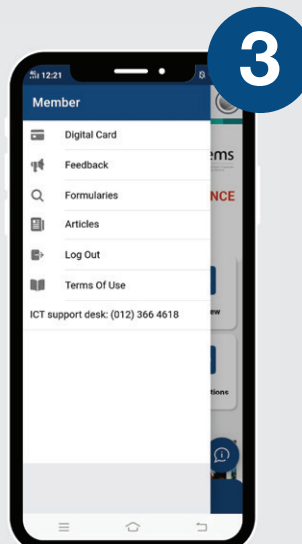 3
12:21
Member
Digital Card
Feedback
ems
Formularies
NCE
Articles
Log Out
Terms Of Use
ew
ICT support desk: (012) 366 4618
tions